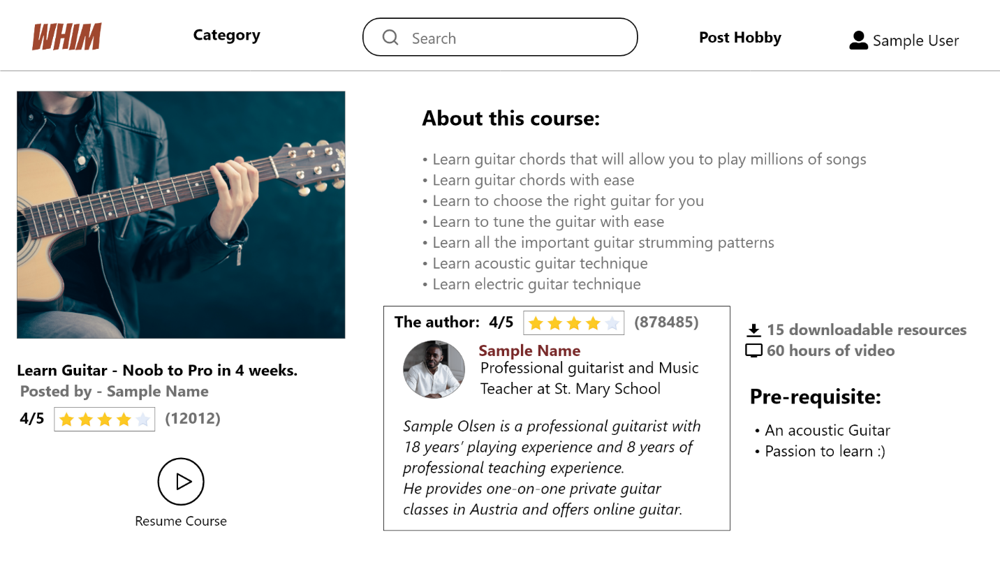 WHIM
Category
Search
Post Hobby
Sample User
About this course:
• Learn guitar chords that will allow you to play millions of songs
• Learn guitar chords with ease
• Learn to choose the right guitar for you
• Learn to tune the guitar with ease
• Learn all the important guitar strumming patterns
• Learn acoustic guitar technique
• Learn electric guitar technique
Learn Guitar - Noob to Pro in 4 weeks.
Posted by - Sample Name
4/5 (12012)
Resume Course
The author: 4/5 (878485)
Sample Name
Professional guitarist and Music
Teacher at St. Mary School
Sample Olsen is a professional guitarist with
18 years’ playing experience and 8 years of
professional teaching experience.
He provides one-on-one private guitar
classes in Austria and offers online guitar.
15 downloadable resources
60 hours of video
Pre-requisite:
• An acoustic Guitar
• Passion to learn :)